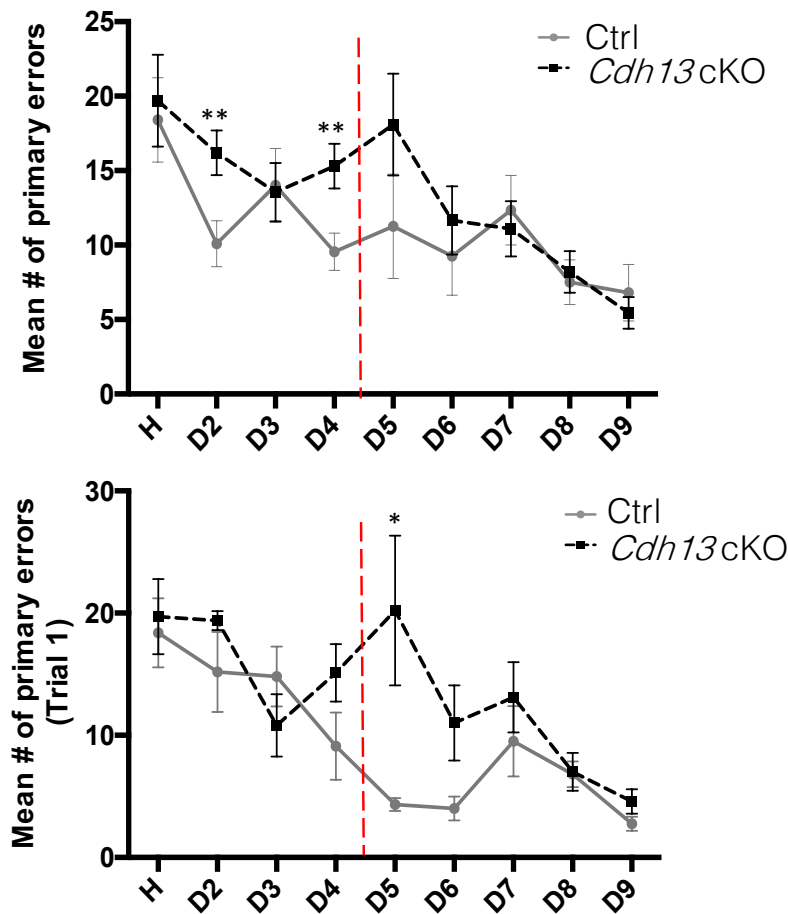 Mean # of primary errors
25
20
15
10
5
0
**
**
Ctrl
Cdh13 cKO
H
D2
D3
D4
D5
D6
D7
D8
D9
Mean # of primary errors
(Trial 1)
30
20
10
0
*
Ctrl
Cdh13 cKO
H
D2
D3
D4
D5
D6
D7
D8
D9